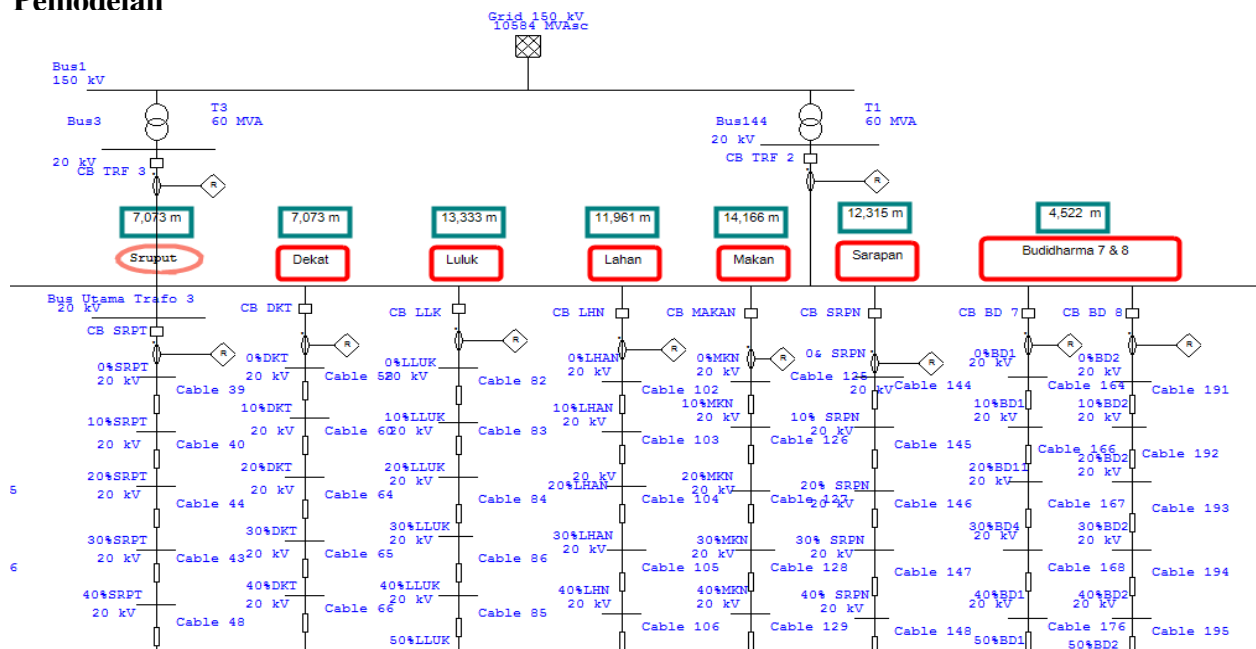 Pemodelan
Grid 150 kV
10584 MVAsc
Bus1
150 kV
T3
60 MVA
Bus3
20 kV
CB TRF 3
R
T1
60 MVA
Bus144
20 kV
CB TRF 2
R
7,073 m
7,073 m
13,333 m
11,961 m
14,166 m
12,315 m
4,522 m
Sruput
Dekat
Luluk
Lahan
Makan
Sarapan
Budidharma 7 & 8
Bus Utama Trafo 3
20 kV
CB SRPT
R
0%SRPT
20 kV
Cable 39
10%SRPT
20 kV
Cable 40
20%SRPT
20 kV
Cable 44
30%SRPT
20 kV
Cable 43
40%SRPT
20 kV
Cable 48
CB DKT
R
0%DKT
20 kV
Cable 58
10%DKT
20 kV
Cable 60
20%DKT
20 kV
Cable 64
30%DKT
20 kV
Cable 65
40%DKT
20 kV
Cable 66
CB LLK
R
0%LLUK
20 kV
Cable 82
10%LLUK
20 kV
Cable 83
20%LLUK
20 kV
Cable 84
30%LLUK
20 kV
Cable 86
40%LLUK
20 kV
Cable 85
50%LLUK
CB LHN
R
0%LHAN
20 kV
Cable 102
10%LHAN
20 kV
Cable 103
20 kV
20%LHAN
Cable 104
30%LHAN
20 kV
Cable 105
40%LHN
20 kV
Cable 106
CB MAKAN
R
0%MKN
20 kV
Cable 125
10%MKN
20 kV
Cable 126
20%MKN
20 kV
Cable 127
30%MKN
20 kV
Cable 128
40%MKN
20 kV
Cable 129
CB SRPN
R
0& SRPN
20 kV
Cable 144
10% SRPN
20 kV
Cable 145
20% SRPN
20 kV
Cable 146
30% SRPN
20 kV
Cable 147
40% SRPN
20 kV
Cable 148
CB BD 7
R
0%BD1
20 kV
Cable 164
10%BD1
20 kV
Cable 166
20%BD11
20 kV
Cable 167
30%BD4
20 kV
Cable 168
40%BD1
20 kV
Cable 176
50%BD1
CB BD 8
R
0%BD2
20 kV
Cable 191
10%BD2
20 kV
Cable 192
20%BD2
20 kV
Cable 193
30%BD2
20 kV
Cable 194
40%BD2
20 kV
Cable 195
50%BD2
5
6